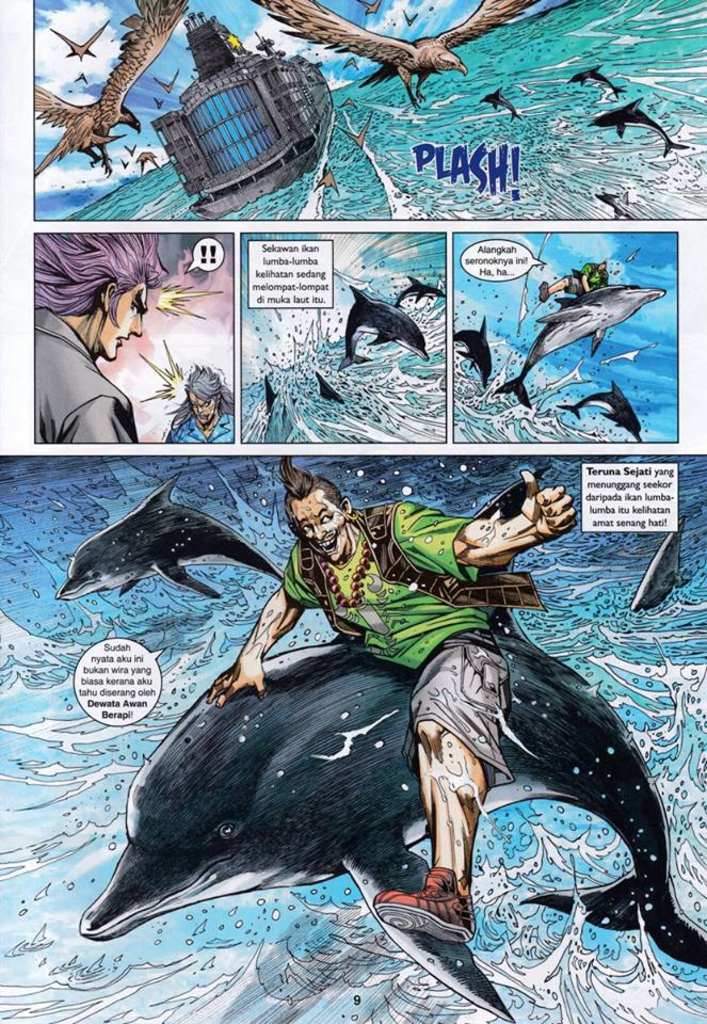 PLASH!
!!
Sekawan ikan
lumba-lumba
kelihatan sedang
melompat-lompat
di muka laut itu.
Alangkah
seronoknya ini!
Ha, ha...
Teruna Sejati yang
menunggang seekor
daripada ikan lumba-
lumba itu kelihatan
amat senang hati!
Sudah
nyata aku ini
bukan wira yang
biasa kerana aku
tahu diserang oleh
Dewata Awan
Berapi!
9